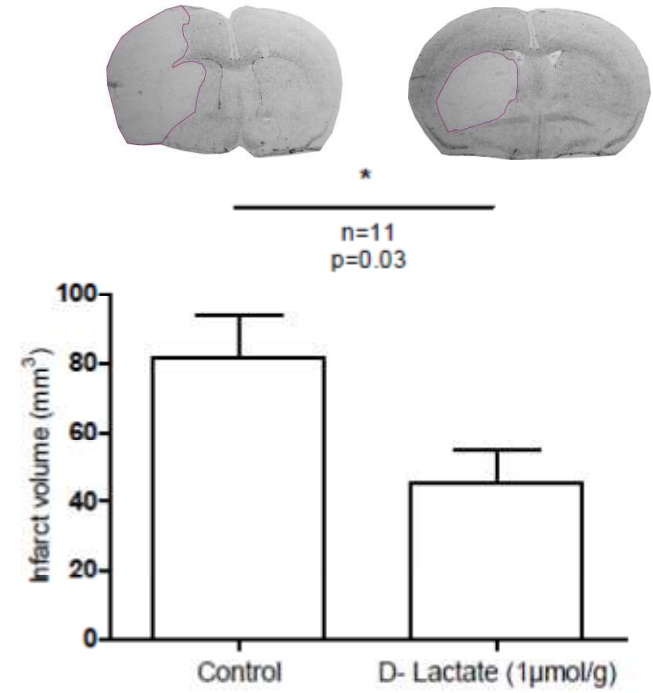 *
n=11
p=0.03
100
80
60
40
20
0
Infarct volume (mm³)
Control
D- Lactate (1μmol/g)